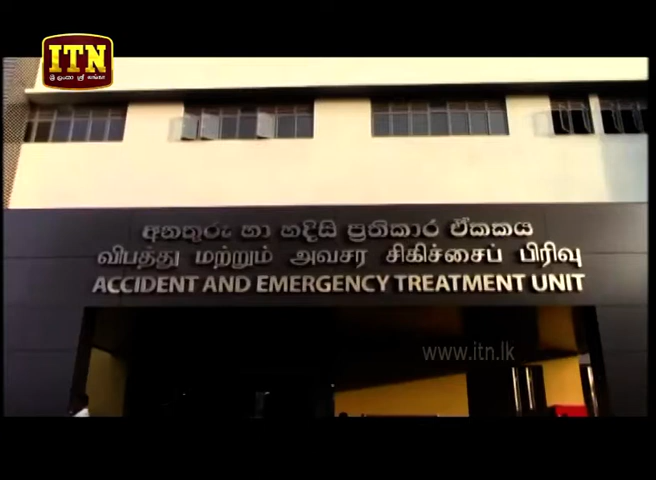 ITN
අනතුරු හා හදිසි ප්‍රතිකාර ඒකකය
விபத்து மற்றும் அவசர சிகிச்சைப் பிரிவு
ACCIDENT AND EMERGENCY TREATMENT UNIT
www.itn.lk